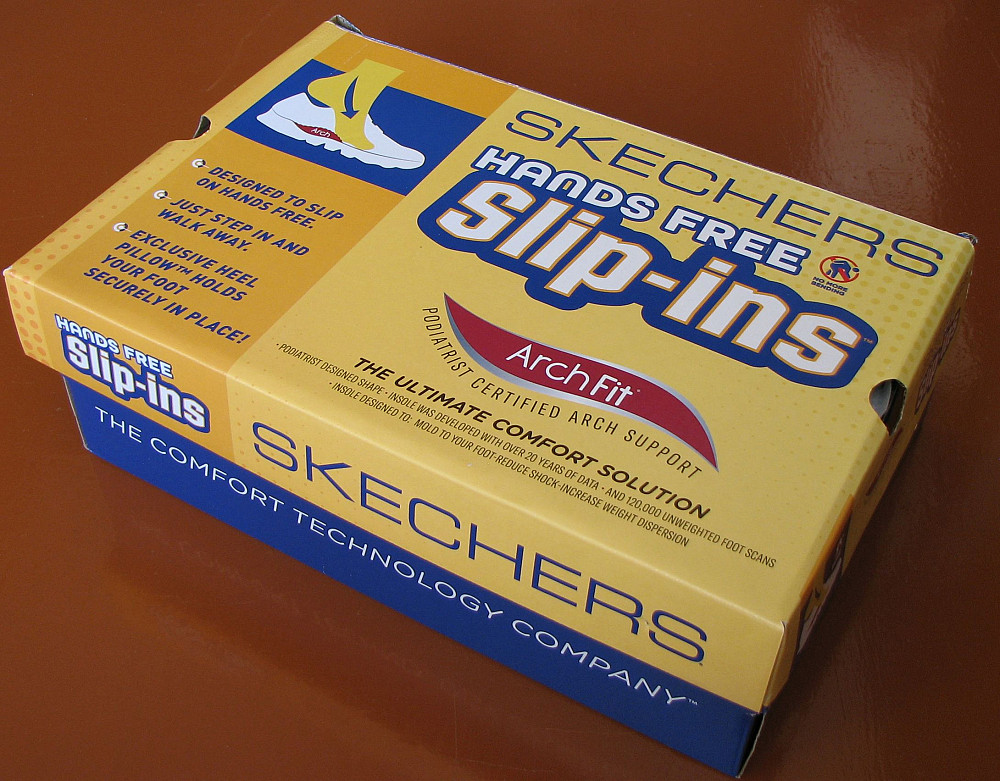 SKECHERS
HANDS FREE
Slip-ins™
NO MORE
BENDING
Arch
• DESIGNED TO SLIP
ON HANDS FREE.
• JUST STEP IN AND
WALK AWAY.
• EXCLUSIVE HEEL
PILLOW™ HOLDS
YOUR FOOT
SECURELY IN PLACE!
ArchFit
PODIATRIST CERTIFIED ARCH SUPPORT
THE ULTIMATE COMFORT SOLUTION
• PODIATRIST DESIGNED SHAPE • INSOLE WAS DEVELOPED WITH OVER 20 YEARS OF DATA • AND 120,000 UNWEIGHTED FOOT SCANS
• INSOLE DESIGNED TO: MOLD TO YOUR FOOT-REDUCE SHOCK-INCREASE WEIGHT DISPERSION
HANDS FREE
Slip-ins
SKECHERS
THE COMFORT TECHNOLOGY COMPANY™